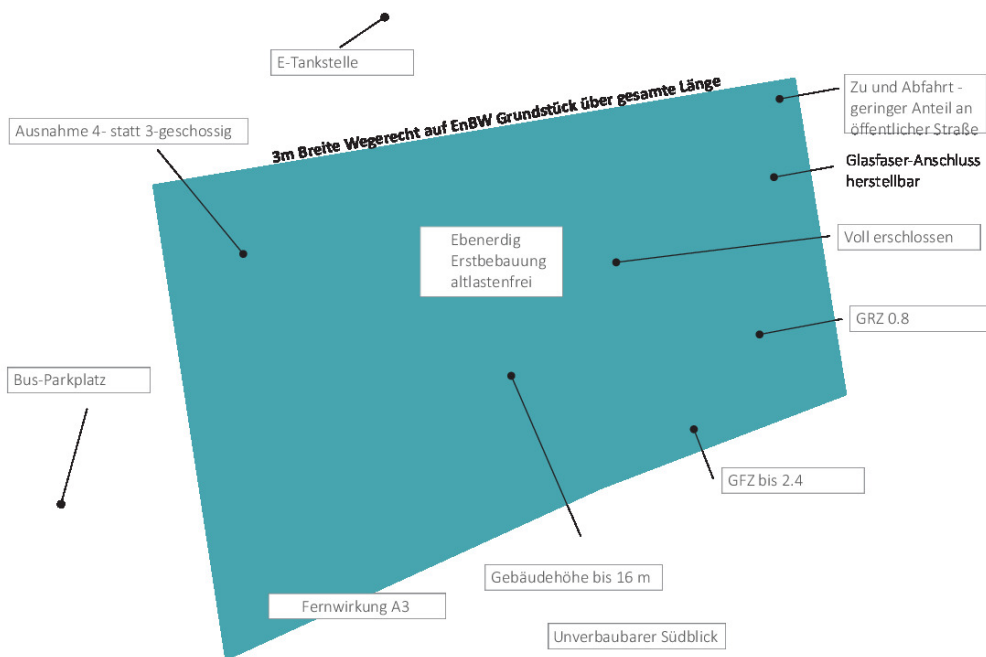 E-Tankstelle
3m Breite Wegerecht auf EnBW Grundstück über gesamte Länge
Zu und Abfahrt -
geringer Anteil an
öffentlicher Straße
Ausnahme 4- statt 3-geschossig
Glasfaser-Anschluss
herstellbar
Ebenerdig
Erstbebauung
altlastenfrei
Voll erschlossen
GRZ 0.8
Bus-Parkplatz
GFZ bis 2.4
Gebäudehöhe bis 16 m
Fernwirkung A3
Unverbaubarer Südblick